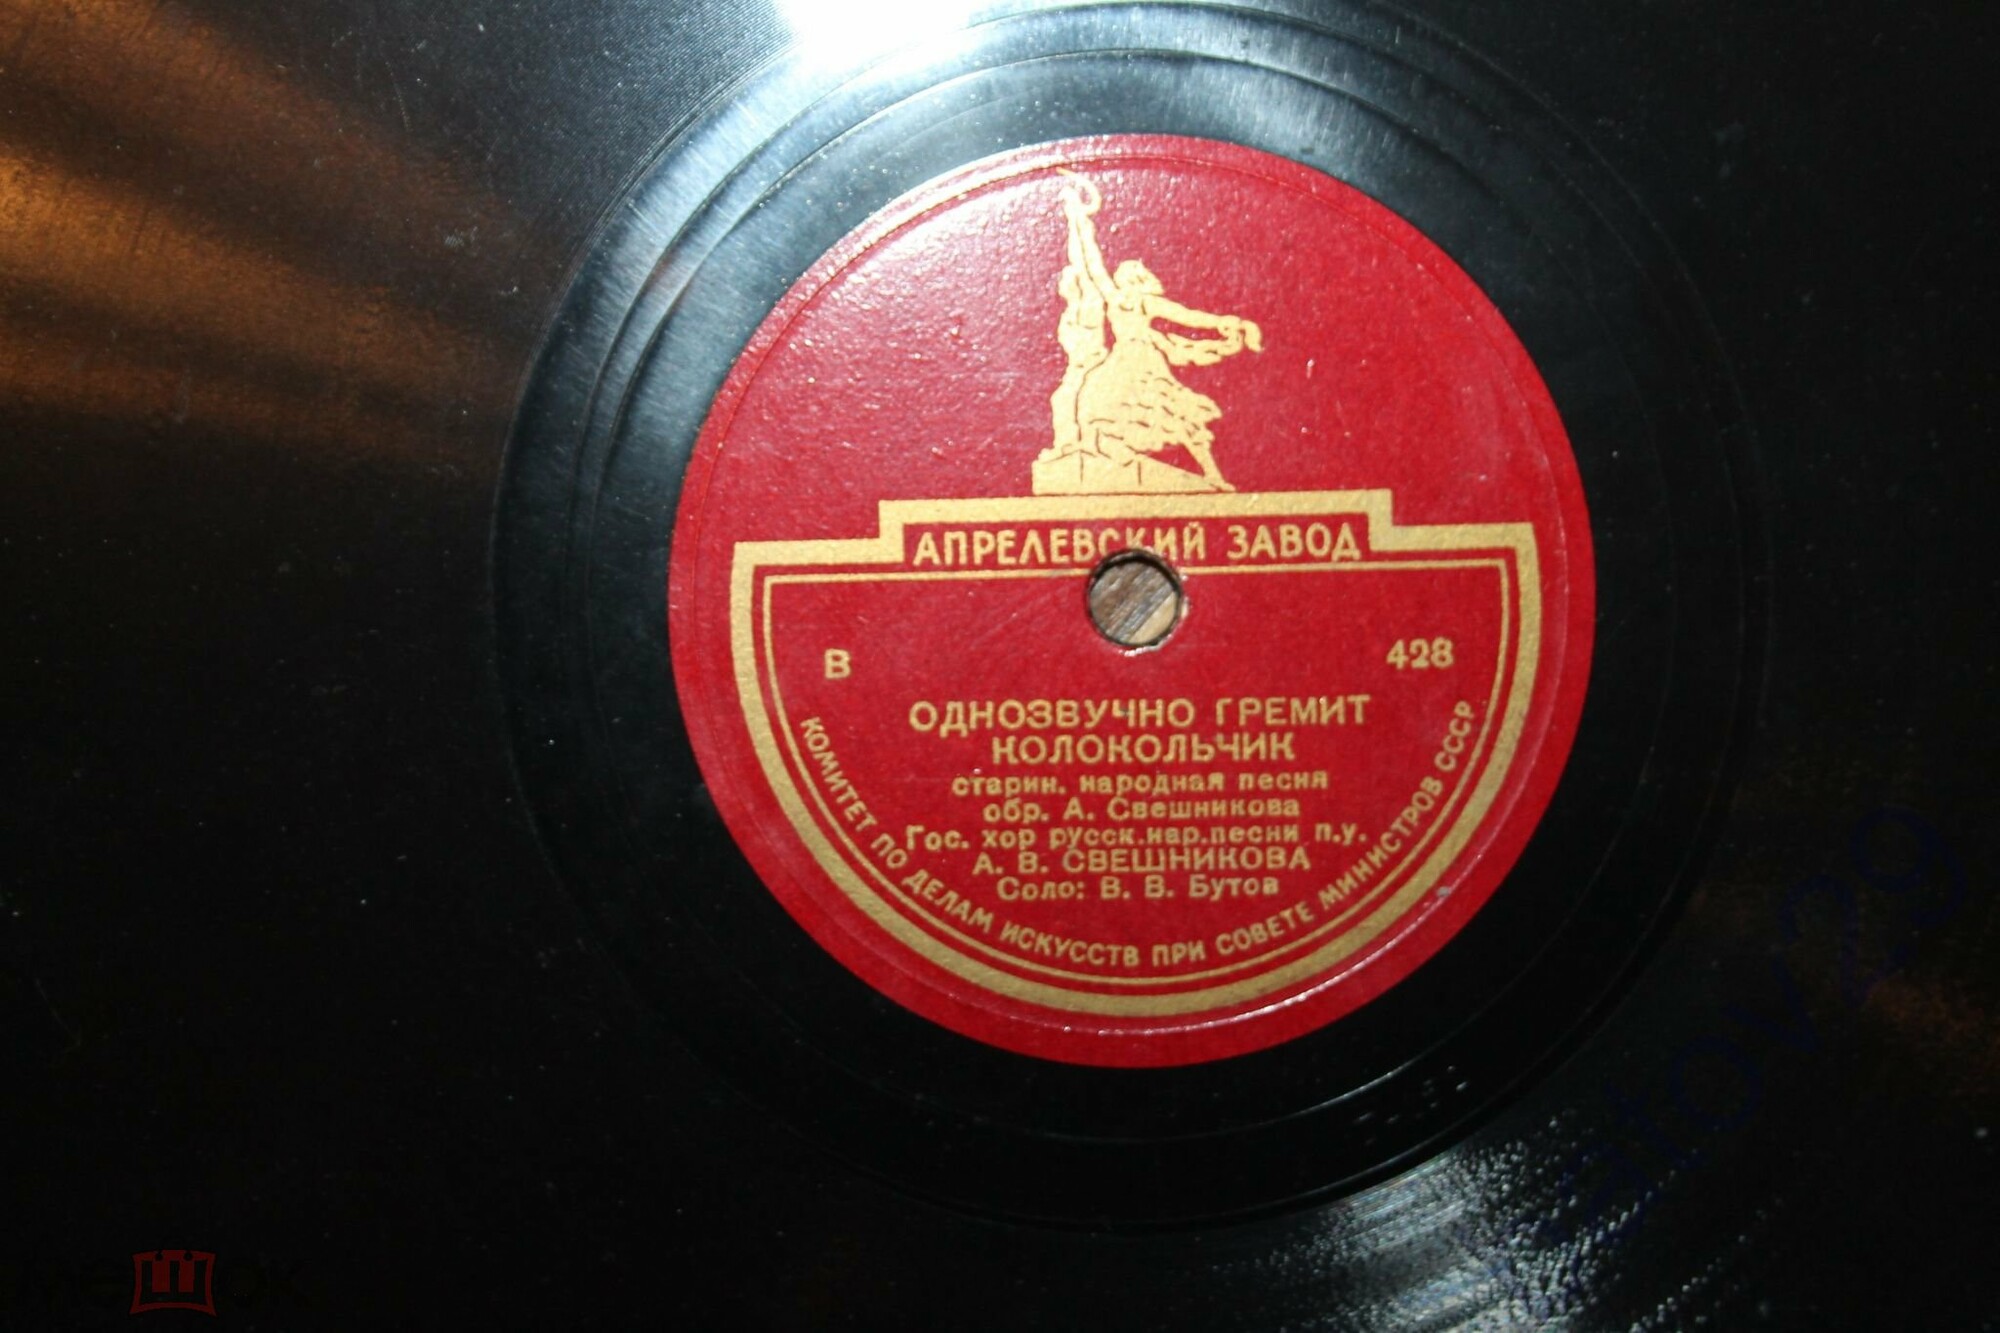 АПРЕЛЕВСКИЙ ЗАВОД
В 428
ОДНОЗВУЧНО ГРЕМИТ
КОЛОКОЛЬЧИК
старин. народная песня
обр. А. Свешникова
Гос. хор русск.нар.песни п.у.
А. В. СВЕШНИКОВА
Соло: В. В. Бутов
КОМИТЕТ ПО ДЕЛАМ ИСКУССТВ ПРИ СОВЕТЕ МИНИСТРОВ СССР
мешок